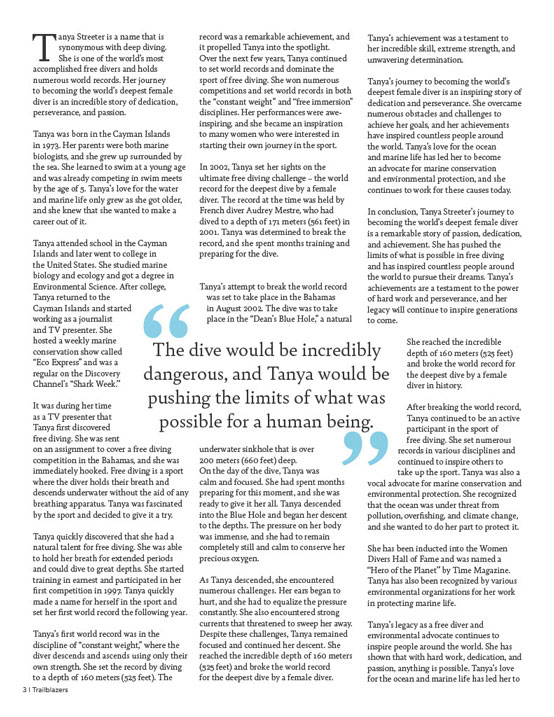 Tanya Streeter is a name that is
synonymous with deep diving.
She is one of the world's most
accomplished free divers and holds
numerous world records. Her journey
to becoming the world's deepest female
diver is an incredible story of dedication,
perseverance, and passion.
Tanya was born in the Cayman Islands
in 1973. Her parents were both marine
biologists, and she grew up surrounded by
the sea. She learned to swim at a young age
and was already competing in swim meets
by the age of 5. Tanya's love for the water
and marine life only grew as she got older,
and she knew that she wanted to make a
career out of it.
Tanya attended school in the Cayman
Islands and later went to college in
the United States. She studied marine
biology and ecology and got a degree in
Environmental Science. After college,
Tanya returned to the
Cayman Islands and started
working as a journalist
and TV presenter. She
hosted a weekly marine
conservation show called
"Eco Express" and was a
regular on the Discovery
Channel's "Shark Week."
It was during her time
as a TV presenter that
Tanya first discovered
free diving. She was sent
on an assignment to cover a free diving
competition in the Bahamas, and she was
immediately hooked. Free diving is a sport
where the diver holds their breath and
descends underwater without the aid of any
breathing apparatus. Tanya was fascinated
by the sport and decided to give it a try.
Tanya quickly discovered that she had a
natural talent for free diving. She was able
to hold her breath for extended periods
and could dive to great depths. She started
training in earnest and participated in her
first competition in 1997. Tanya quickly
made a name for herself in the sport and
set her first world record the following year.
Tanya's first world record was in the
discipline of "constant weight," where the
diver descends and ascends using only their
own strength. She set the record by diving
to a depth of 160 meters (525 feet). The
record was a remarkable achievement, and
it propelled Tanya into the spotlight.
Over the next few years, Tanya continued
to set world records and dominate the
sport of free diving. She won numerous
competitions and set world records in both
the "constant weight" and "free immersion"
disciplines. Her performances were awe-
inspiring, and she became an inspiration
to many women who were interested in
starting their own journey in the sport.
In 2002, Tanya set her sights on the
ultimate free diving challenge – the world
record for the deepest dive by a female
diver. The record at the time was held by
French diver Audrey Mestre, who had
dived to a depth of 171 meters (561 feet) in
2001. Tanya was determined to break the
record, and she spent months training and
preparing for the dive.
Tanya's attempt to break the world record
was set to take place in the Bahamas
in August 2002. The dive was to take
place in the "Dean's Blue Hole," a natural
“
The dive would be incredibly
dangerous, and Tanya would be
pushing the limits of what was
possible for a human being.
”
underwater sinkhole that is over
200 meters (660 feet) deep.
On the day of the dive, Tanya was
calm and focused. She had spent months
preparing for this moment, and she was
ready to give it her all. Tanya descended
into the Blue Hole and began her descent
to the depths. The pressure on her body
was immense, and she had to remain
completely still and calm to conserve her
precious oxygen.
As Tanya descended, she encountered
numerous challenges. Her ears began to
hurt, and she had to equalize the pressure
constantly. She also encountered strong
currents that threatened to sweep her away.
Despite these challenges, Tanya remained
focused and continued her descent. She
reached the incredible depth of 160 meters
(525 feet) and broke the world record
for the deepest dive by a female diver.
Tanya's achievement was a testament to
her incredible skill, extreme strength, and
unwavering determination.
Tanya's journey to becoming the world's
deepest female diver is an inspiring story of
dedication and perseverance. She overcame
numerous obstacles and challenges to
achieve her goals, and her achievements
have inspired countless people around
the world. Tanya's love for the ocean
and marine life has led her to become
an advocate for marine conservation
and environmental protection, and she
continues to work for these causes today.
In conclusion, Tanya Streeter's journey to
becoming the world's deepest female diver
is a remarkable story of passion, dedication,
and achievement. She has pushed the
limits of what is possible in free diving
and has inspired countless people around
the world to pursue their dreams. Tanya's
achievements are a testament to the power
of hard work and perseverance, and her
legacy will continue to inspire generations
to come.
She reached the incredible
depth of 160 meters (525 feet)
and broke the world record for
the deepest dive by a female
diver in history.
After breaking the world record,
Tanya continued to be an active
participant in the sport of
free diving. She set numerous
records in various disciplines and
continued to inspire others to
take up the sport. Tanya was also a
vocal advocate for marine conservation and
environmental protection. She recognized
that the ocean was under threat from
pollution, overfishing, and climate change,
and she wanted to do her part to protect it.
She has been inducted into the Women
Divers Hall of Fame and was named a
"Hero of the Planet" by Time Magazine.
Tanya has also been recognized by various
environmental organizations for her work
in protecting marine life.
Tanya's legacy as a free diver and
environmental advocate continues to
inspire people around the world. She has
shown that with hard work, dedication, and
passion, anything is possible. Tanya's love
for the ocean and marine life has led her to
3 | Trailblazers